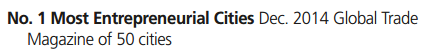 No. 1 Most Entrepreneurial Cities Dec. 2014 Global Trade
Magazine of 50 cities